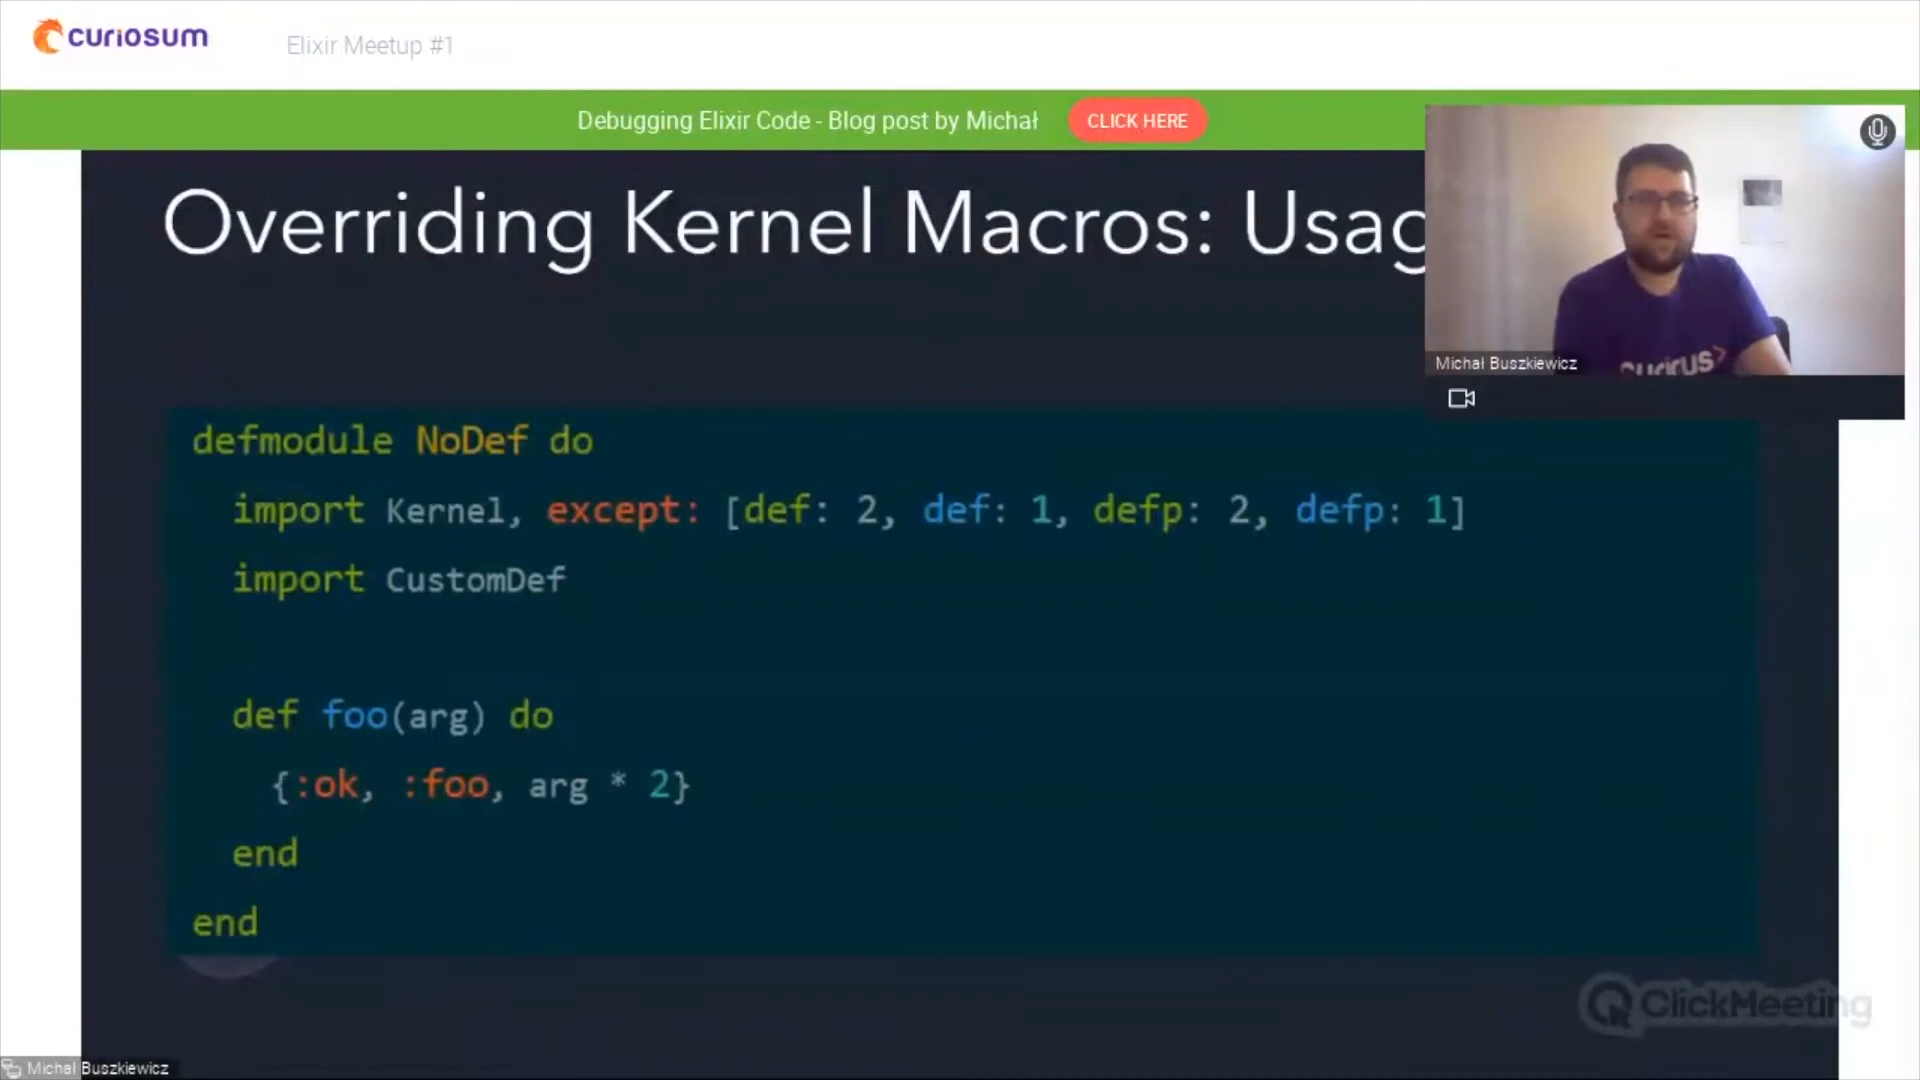 curiosum
Elixir Meetup #1
Debugging Elixir Code - Blog post by Michał
CLICK HERE
Overriding Kernel Macros: Usag
Michał Buszkiewicz
defmodule NoDef do
import Kernel, except: [def: 2, def: 1, defp: 2, defp: 1]
import CustomDef
def foo(arg) do
{:ok, :foo, arg * 2}
end
end
ClickMeeting
Michał Buszkiewicz